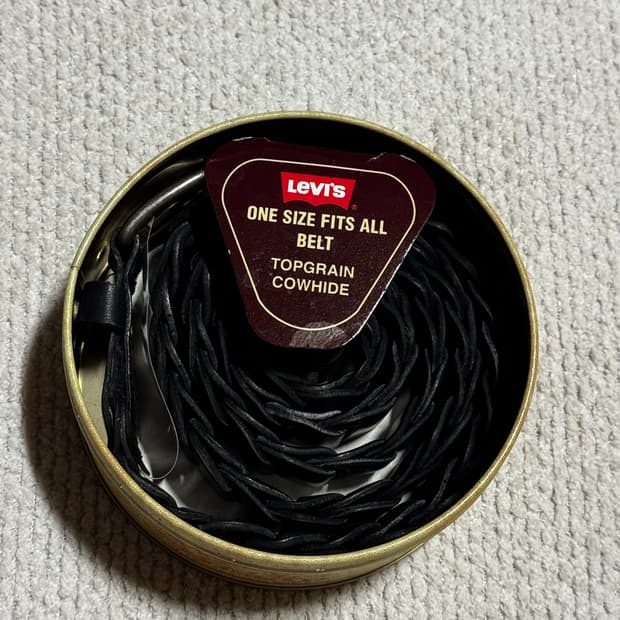 Levi's
®
ONE SIZE FITS ALL
BELT
TOPGRAIN
COWHIDE